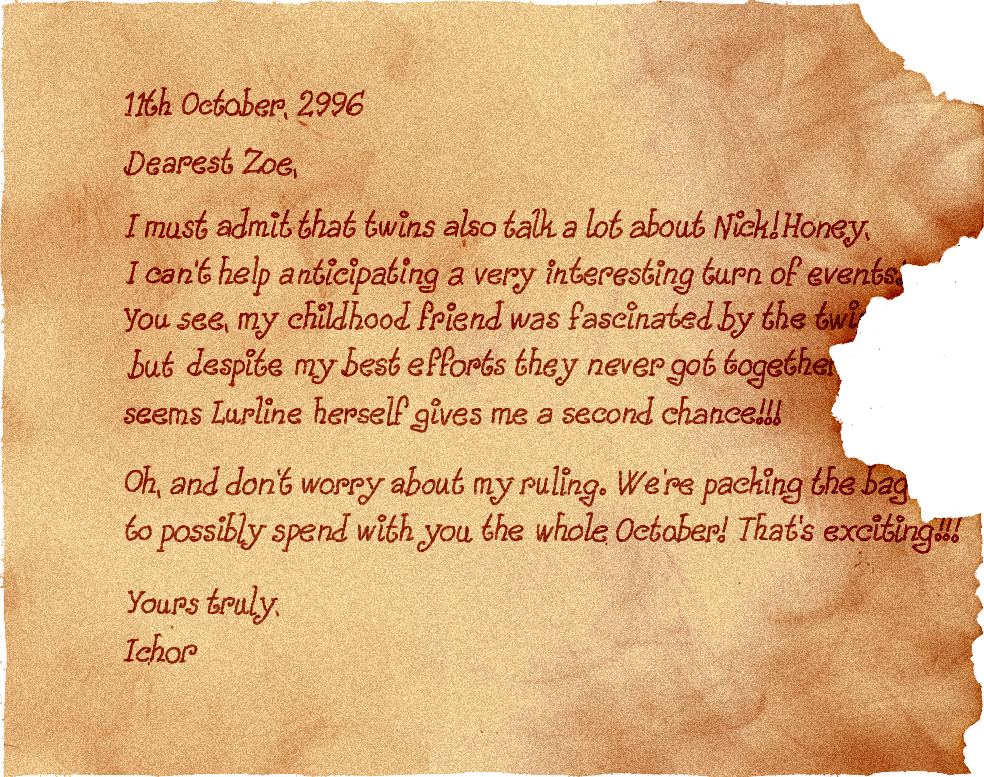 11th October, 2996
Dearest Zoe,
I must admit that twins also talk a lot about Nick! Honey,
I can't help anticipating a very interesting turn of events!
You see, my childhood friend was fascinated by the
but despite my best efforts they never got together
seems Lurline herself gives me a second chance!!!
Oh, and don't worry about my ruling. We're packing the
to possibly spend with you the whole October! That's exciting!!!
Yours truly,
Ichor